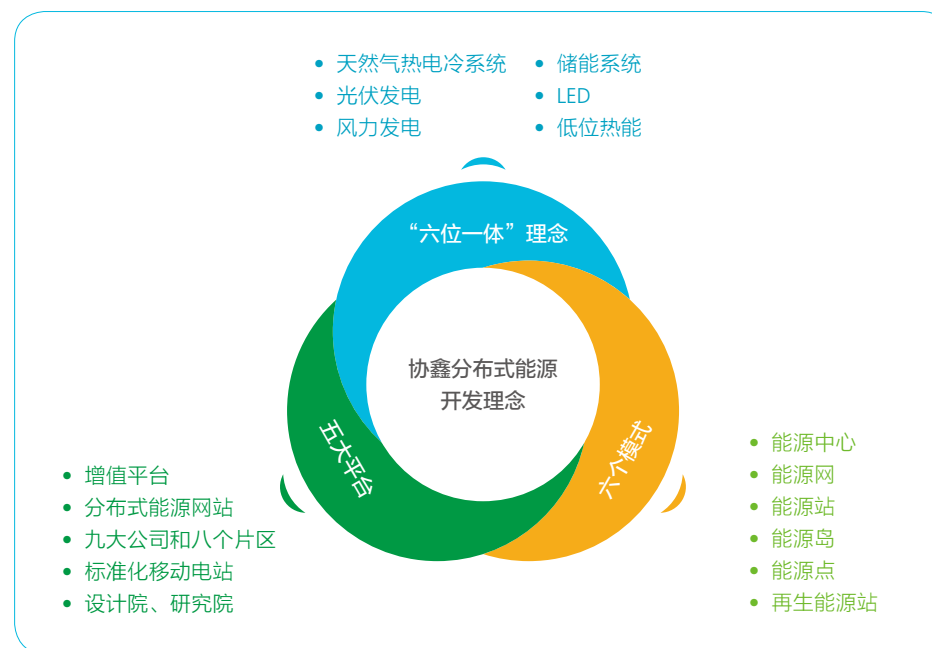 天然气热电冷系统
光伏发电
风力发电
储能系统
LED
低位热能
“六位一体”理念
协鑫分布式能源
开发理念
五大平台
六个模式
增值平台
分布式能源网站
九大公司和八个片区
标准化移动电站
设计院、研究院
能源中心
能源网
能源站
能源岛
能源点
再生能源站